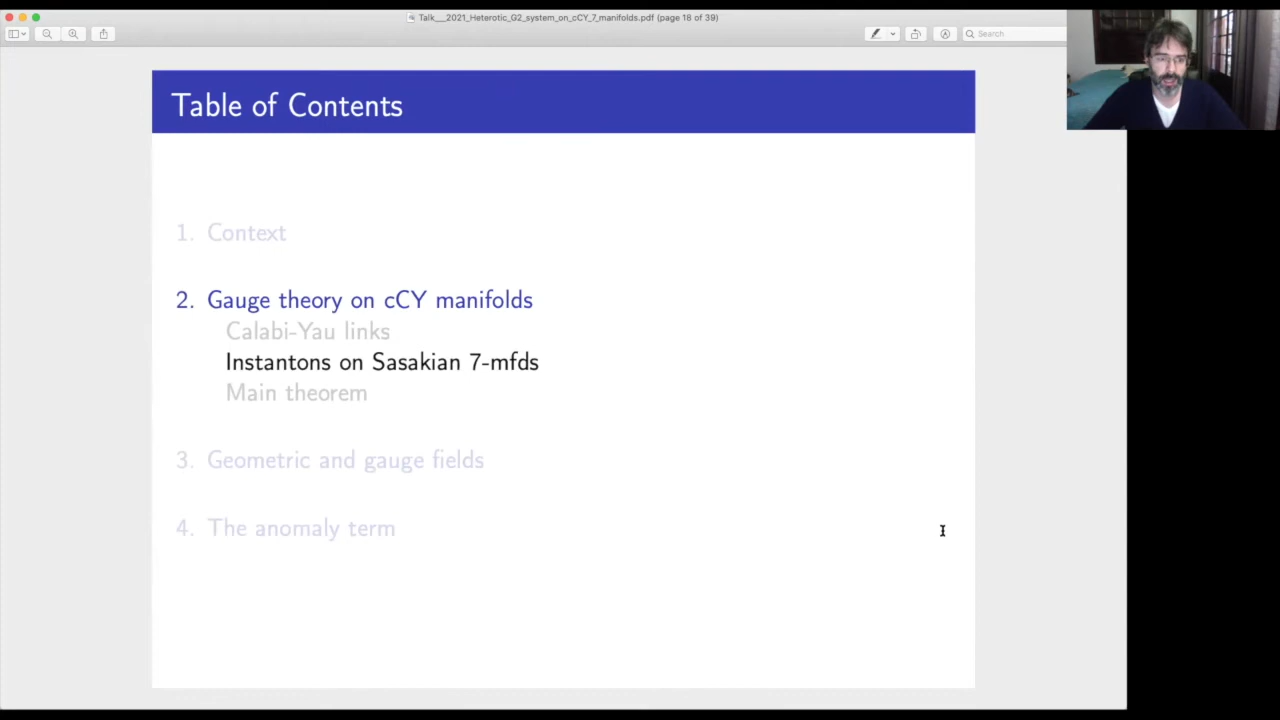 Talk___2021_Heterotic_G2_system_on_cCY_7_manifolds.pdf (page 18 of 39)
Search
Table of Contents
1. Context
2. Gauge theory on cCY manifolds
Calabi-Yau links
Instantons on Sasakian 7-mfds
Main theorem
3. Geometric and gauge fields
4. The anomaly term